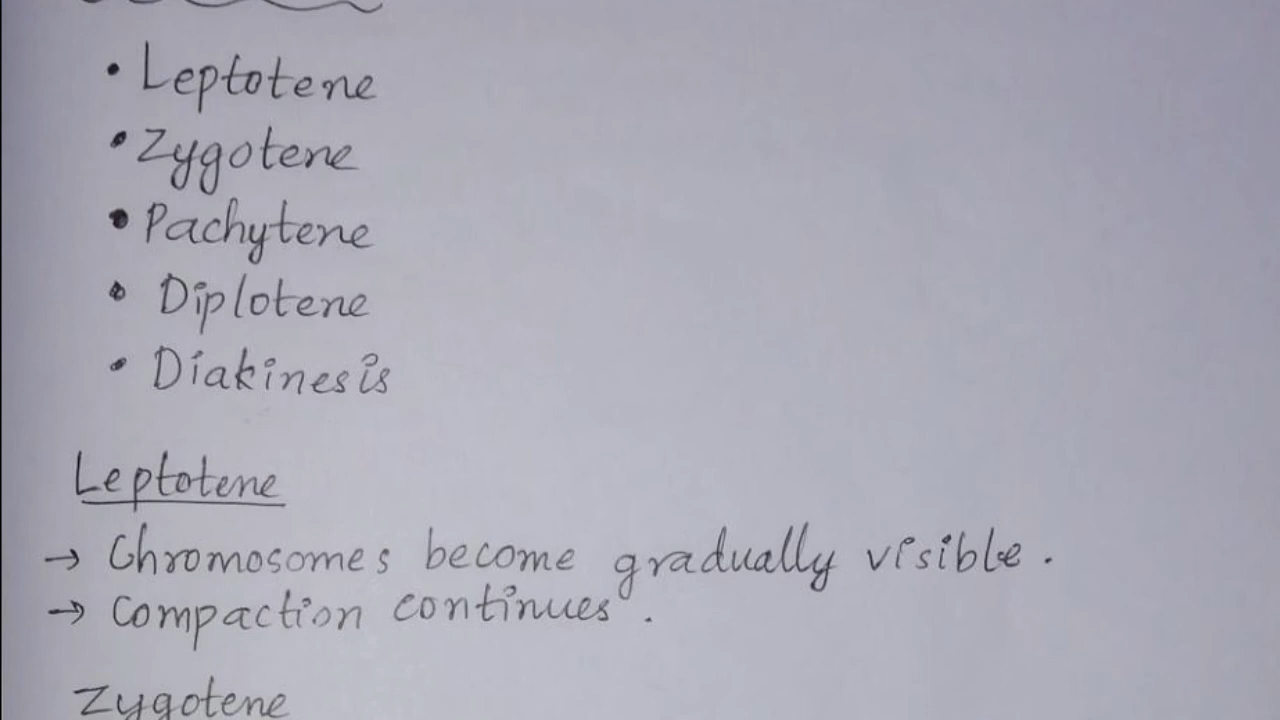 • Leptotene
• Zygotene
• Pachytene
• Diplotene
• Diakinesis
Leptotene
→ Chromosomes become gradually visible.
→ Compaction continues.
Zygotene